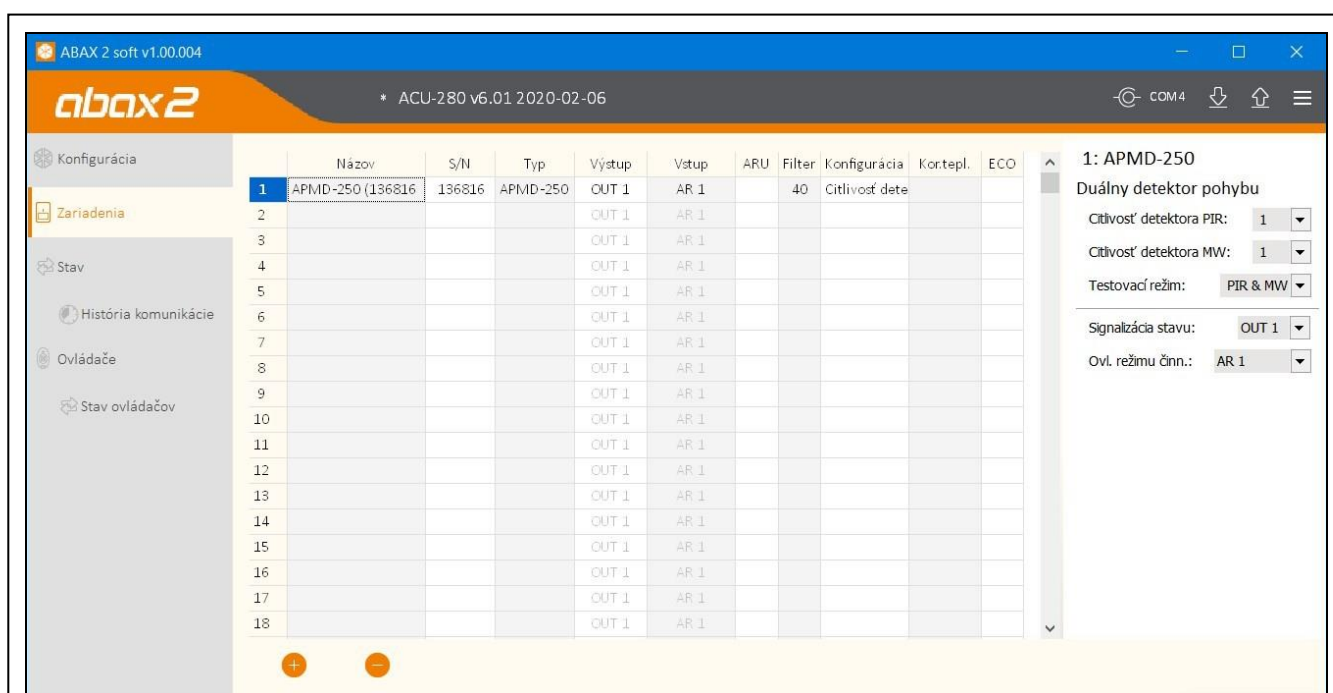 ABAX 2 soft v1.00.004
abax2
* ACU-280 v6.01 2020-02-06
COM4
Konfigurácia
Zariadenia
Stav
História komunikácie
Ovládače
Stav ovládačov
Názov S/N Typ Výstup Vstup ARU Filter Konfigurácia Kor.tepl. ECO
1 APMD-250 (136816 136816 APMD-250 OUT 1 AR 1 40 Citlivosť dete
2 OUT 1 AR 1
3 OUT 1 AR 1
4 OUT 1 AR 1
5 OUT 1 AR 1
6 OUT 1 AR 1
7 OUT 1 AR 1
8 OUT 1 AR 1
9 OUT 1 AR 1
10 OUT 1 AR 1
11 OUT 1 AR 1
12 OUT 1 AR 1
13 OUT 1 AR 1
14 OUT 1 AR 1
15 OUT 1 AR 1
16 OUT 1 AR 1
17 OUT 1 AR 1
18 OUT 1 AR 1
1: APMD-250
Duálny detektor pohybu
Citlivosť detektora PIR: 1
Citlivosť detektora MW: 1
Testovací režim: PIR & MW
Signalizácia stavu: OUT 1
Ovl. režimu činn.: AR 1